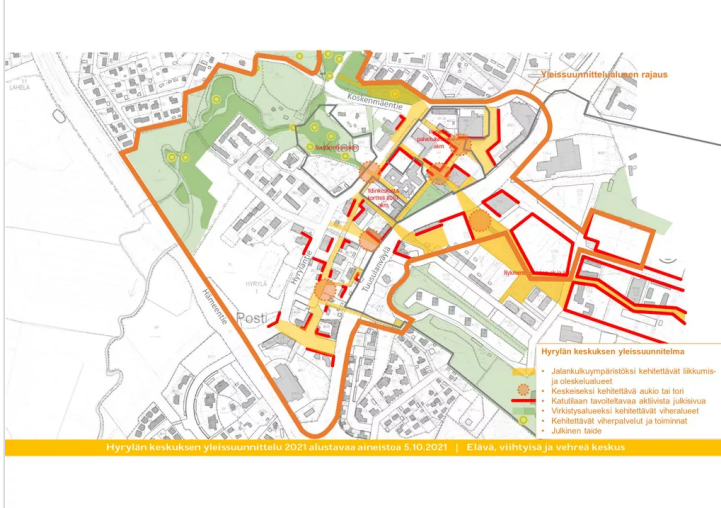 Yleissuunnittelualueen rajaus
LAHELA
Koskenmäentie
Hyryläntie
Tuusulanväylä
HYRYLÄ
Hämeentie
Posti
Hyrylän keskuksen yleissuunnitelma
• Jalankulkuympäristöksi kehitettävät liikkumis-
ja oleskelualueet
• Keskeiseksi kehitettävä aukio tai tori
• Katutilaan tavoiteltavaa aktiivista julkisivua
• Virkistysalueeksi kehitettävät viheralueet
• Kehitettävät viherpalvelut ja toiminnat
• Julkinen taide
Hyrylän keskuksen yleissuunnittelu 2021 alustavaa aineistoa 5.10.2021 | Elävä, viihtyisä ja vehreä keskus